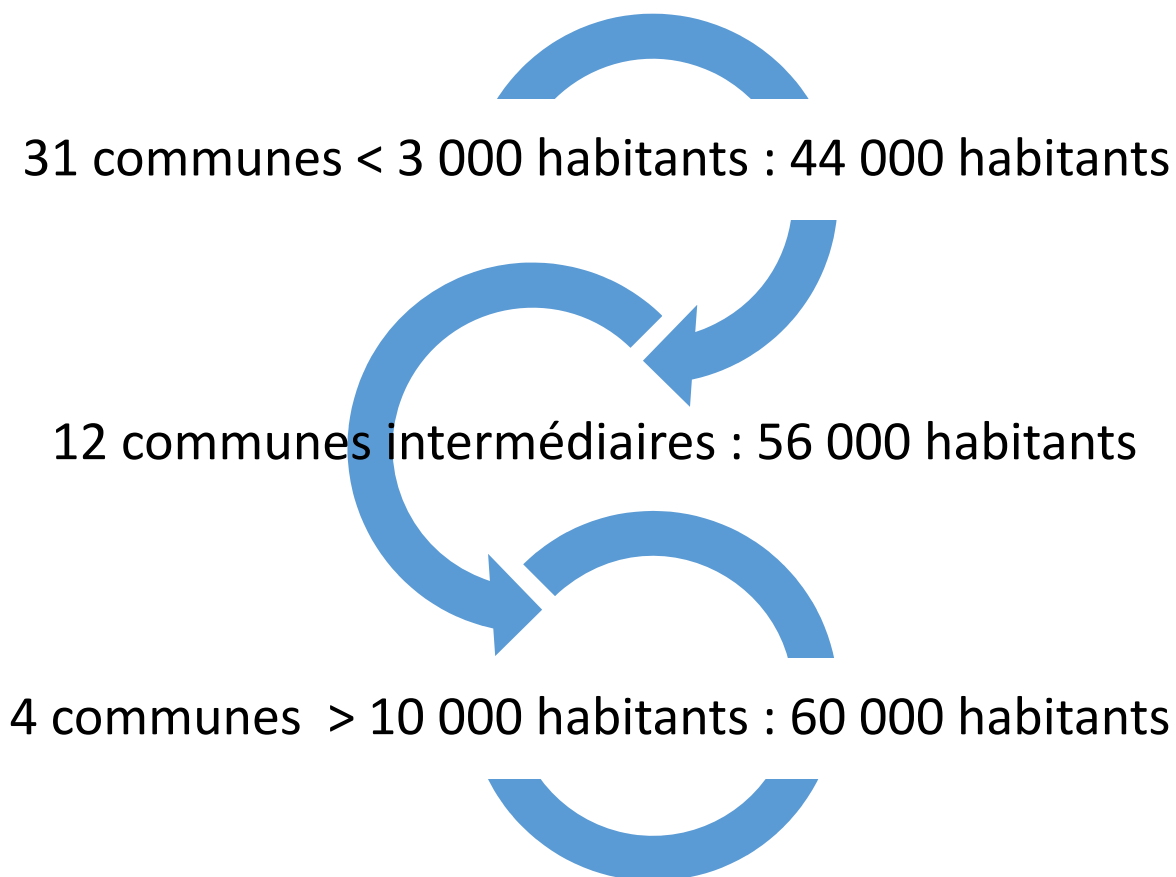 31 communes < 3 000 habitants : 44 000 habitants
12 communes intermédiaires : 56 000 habitants
4 communes  > 10 000 habitants : 60 000 habitants